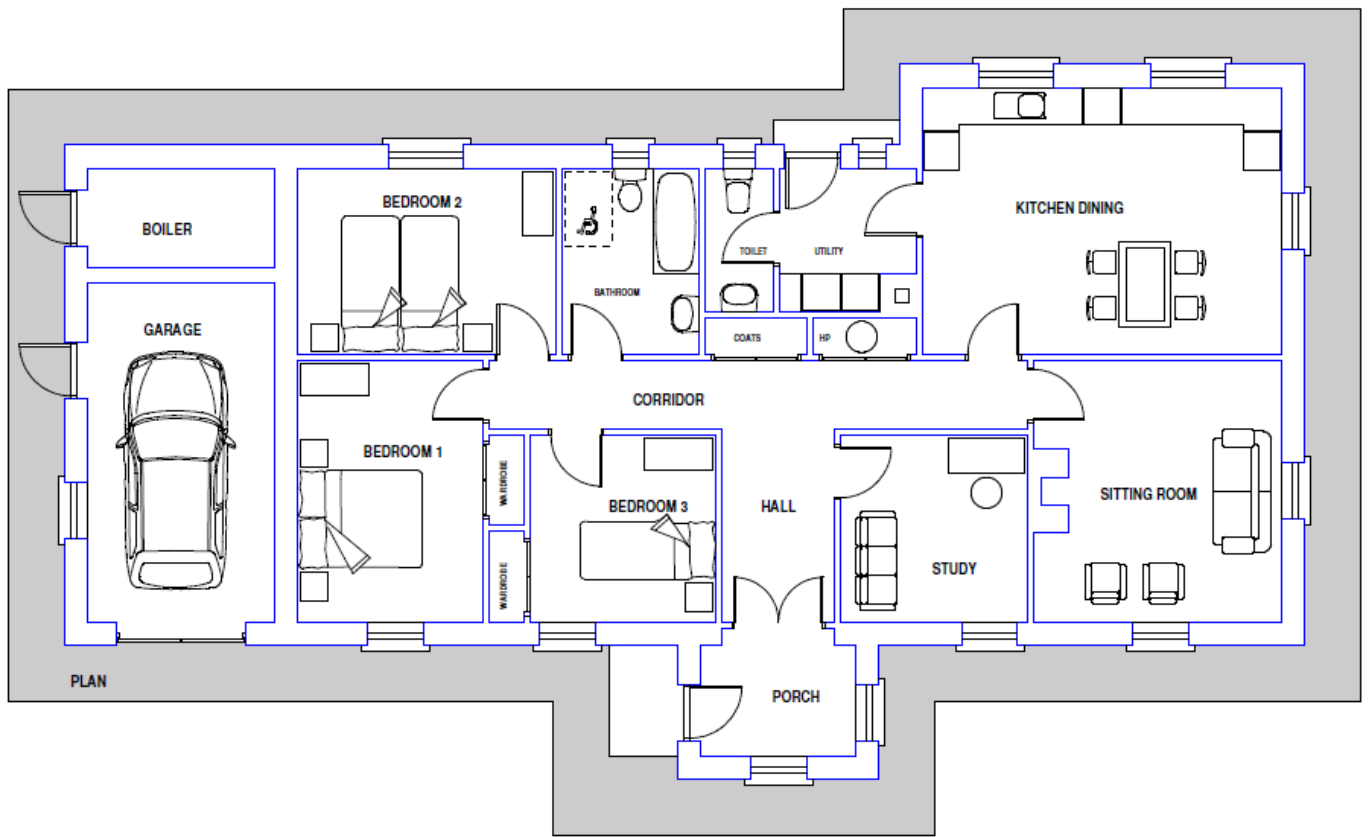 KITCHEN DINING
BEDROOM 2
BOILER
TOILET
UTILITY
BATHROOM
GARAGE
COATS
HP
CORRIDOR
BEDROOM 1
WARDROBE
WARDROBE
BEDROOM 3
HALL
STUDY
SITTING ROOM
PLAN
PORCH